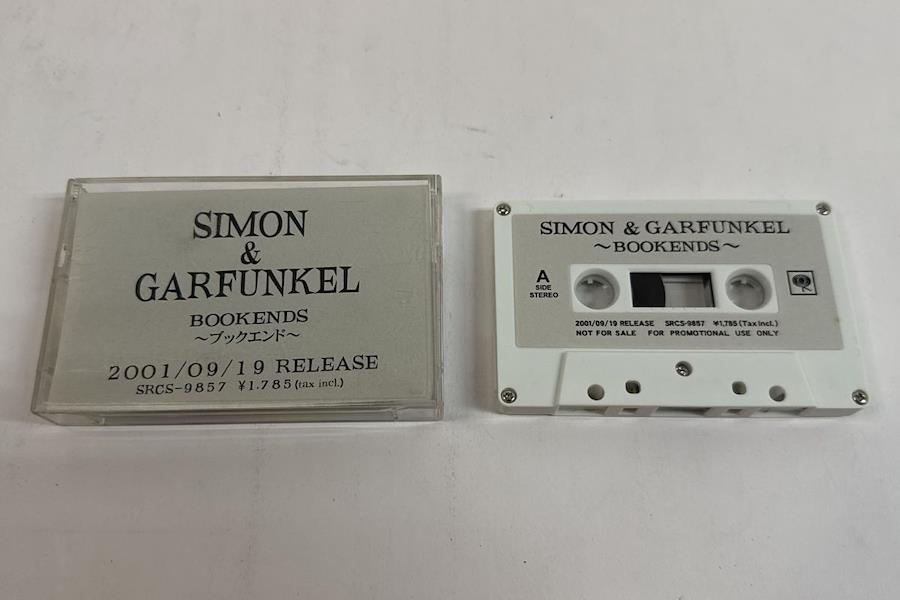 SIMON
&
GARFUNKEL
BOOKENDS
～ブックエンド～
2001/09/19 RELEASE
SRCS-9857 ¥1.785(tax incl.)
SIMON & GARFUNKEL
～BOOKENDS～
A
SIDE
STEREO
2001/09/19 RELEASE SRCS-9857 ¥1,785(Tax incl.)
NOT FOR SALE FOR PROMOTIONAL USE ONLY